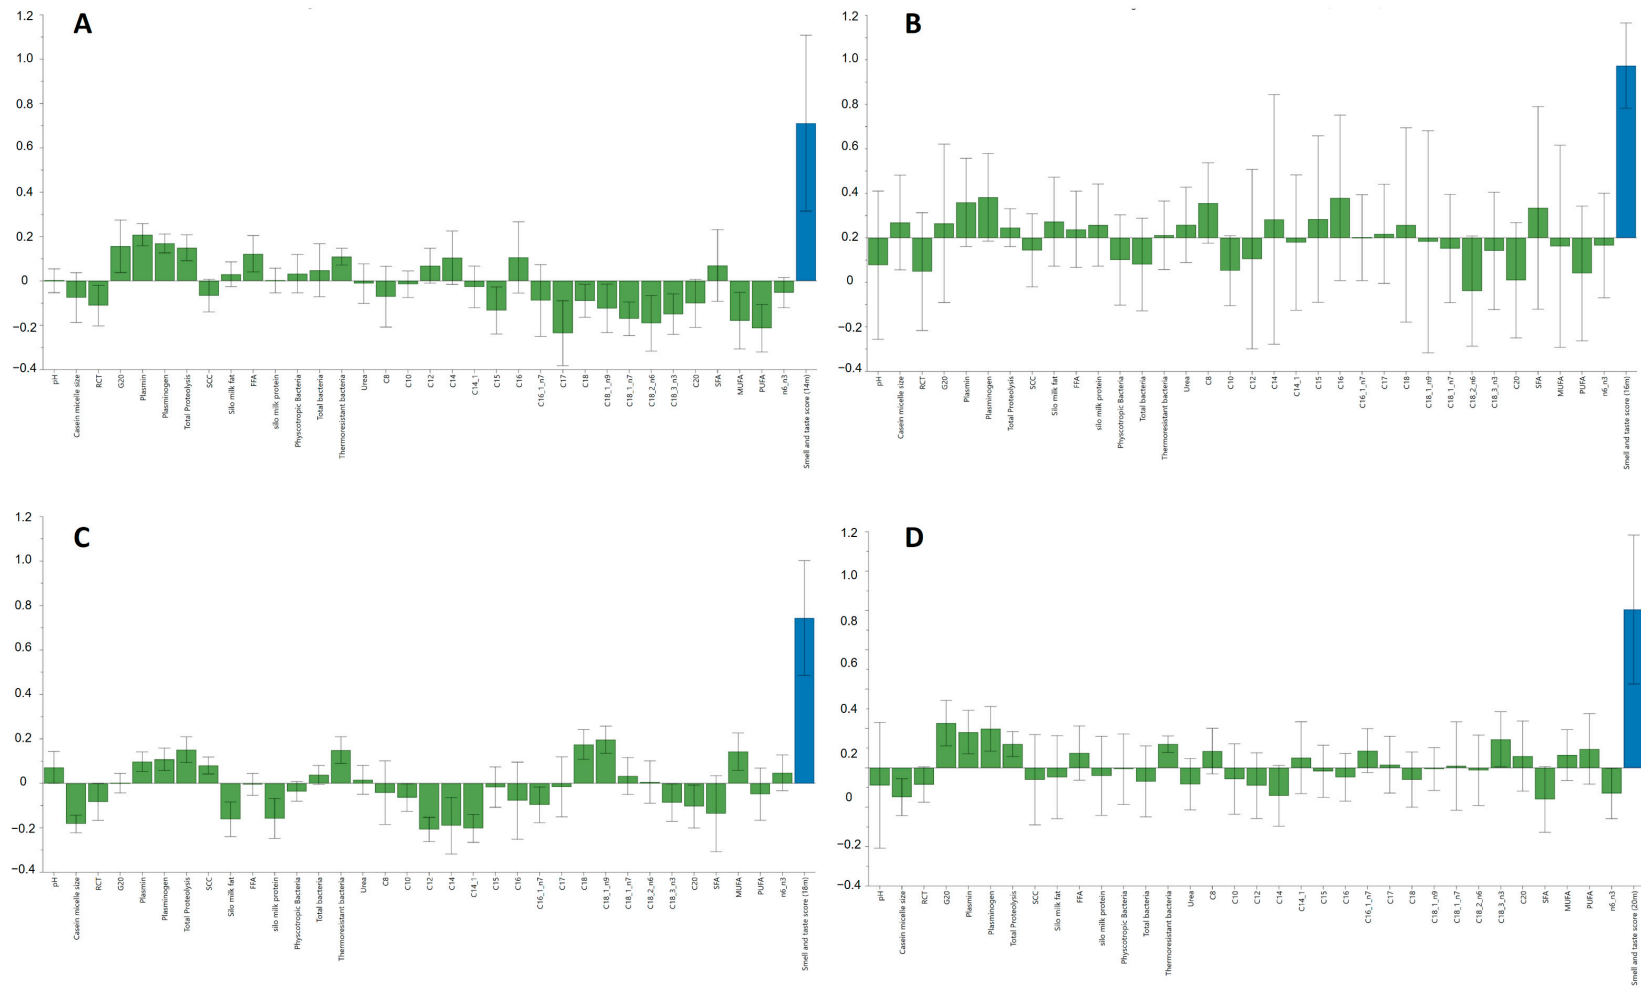 A
1.2
1.0
0.8
0.6
0.4
0.2
0
−0.2
−0.4
pH
Casein micelle size
RCT
G20
Plasmin
Plasminogen
Total Proteolysis
SCC
Silo milk fat
FFA
silo milk protein
Physcotropic Bacteria
Total bacteria
Thermoresistant bacteria
Urea
C8
C10
C12
C14
C14_1
C15
C16
C16_1_n7
C17
C18
C18_1_n9
C18_1_n7
C18_2_n6
C18_3_n3
C20
SFA
MUFA
PUFA
n6_n3
Smell and taste score (14m)
B
1.2
1.0
0.8
0.6
0.4
0.2
0
−0.2
−0.4
pH
Casein micelle size
RCT
G20
Plasmin
Plasminogen
Total Proteolysis
SCC
Silo milk fat
FFA
silo milk protein
Physcotropic Bacteria
Total bacteria
Thermoresistant bacteria
Urea
C8
C10
C12
C14
C14_1
C15
C16
C16_1_n7
C17
C18
C18_1_n9
C18_1_n7
C18_2_n6
C18_3_n3
C20
SFA
MUFA
PUFA
n6_n3
Smell and taste score (16m)
C
1.2
1.0
0.8
0.6
0.4
0.2
0
−0.2
−0.4
pH
Casein micelle size
RCT
G20
Plasmin
Plasminogen
Total Proteolysis
SCC
Silo milk fat
FFA
silo milk protein
Physcotropic Bacteria
Total bacteria
Thermoresistant bacteria
Urea
C8
C10
C12
C14
C14_1
C15
C16
C16_1_n7
C17
C18
C18_1_n9
C18_1_n7
C18_2_n6
C18_3_n3
C20
SFA
MUFA
PUFA
n6_n3
Smell and taste score (18m)
D
1.2
1.0
0.8
0.6
0.4
0.2
0
−0.2
−0.4
pH
Casein micelle size
RCT
G20
Plasmin
Plasminogen
Total Proteolysis
SCC
Silo milk fat
FFA
silo milk protein
Physcotropic Bacteria
Total bacteria
Thermoresistant bacteria
Urea
C8
C10
C12
C14
C14_1
C15
C16
C16_1_n7
C17
C18
C18_1_n9
C18_1_n7
C18_2_n6
C18_3_n3
C20
SFA
MUFA
PUFA
n6_n3
Smell and taste score (20m)